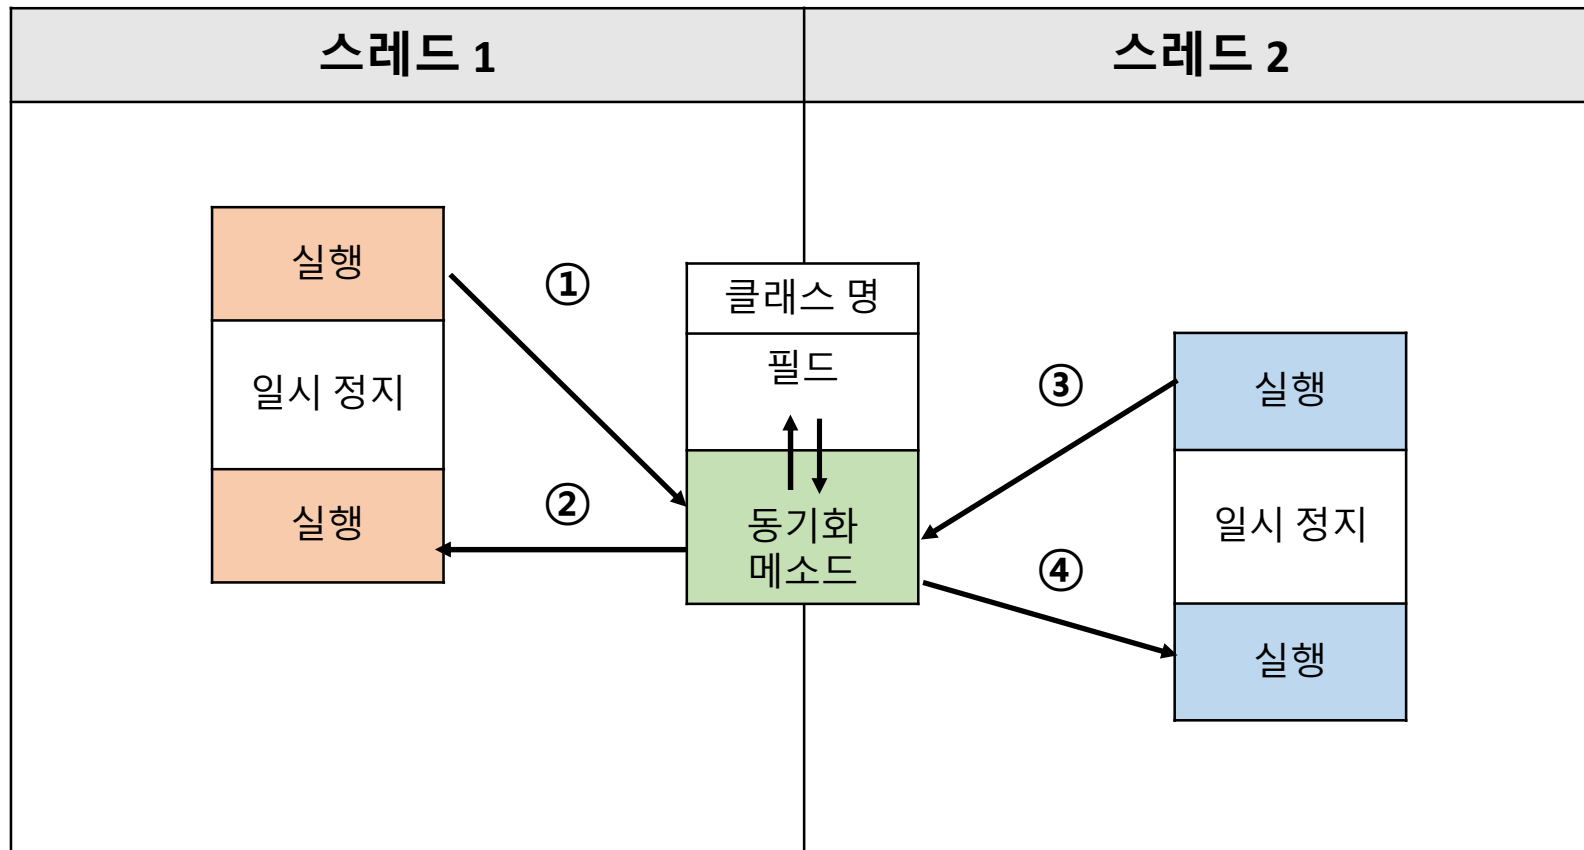 스레드 1
스레드 2
실행
일시 정지
실행
①
②
클래스 명
필드
동기화
메소드
③
④
실행
일시 정지
실행